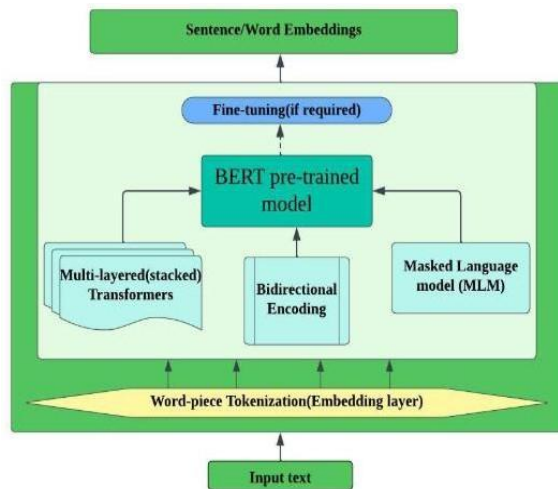 Sentence/Word Embeddings
Fine-tuning(if required)
BERT pre-trained
model
Multi-layered(stacked)
Transformers
Bidirectional
Encoding
Masked Language
model (MLM)
Word-piece Tokenization(Embedding layer)
Input text